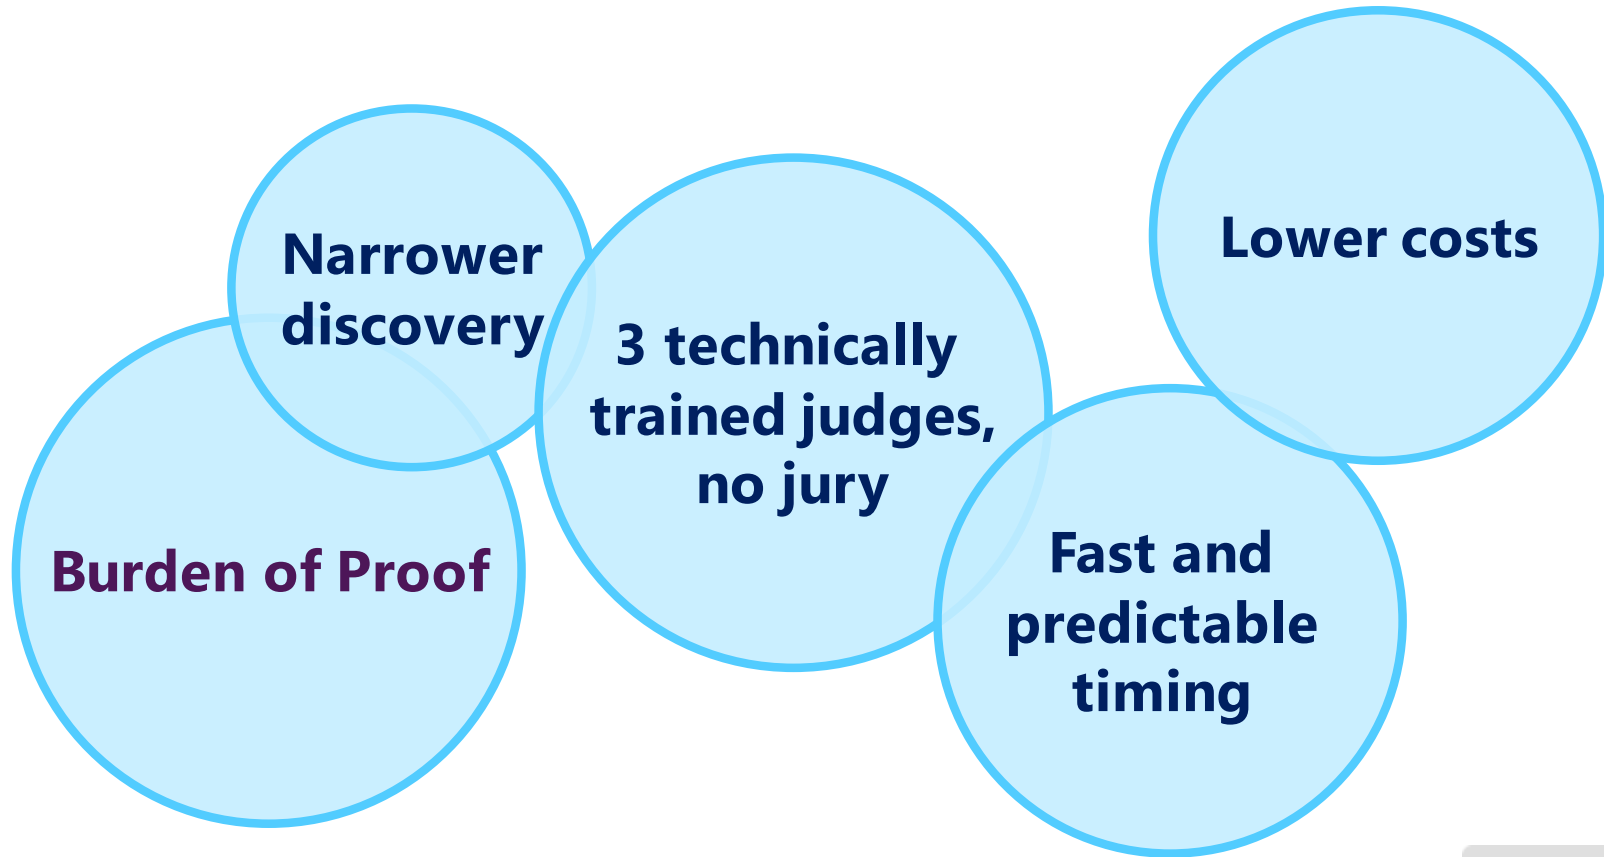 Narrower
discovery
Burden of Proof
3 technically
trained judges,
no jury
Fast and
predictable
timing
Lower costs